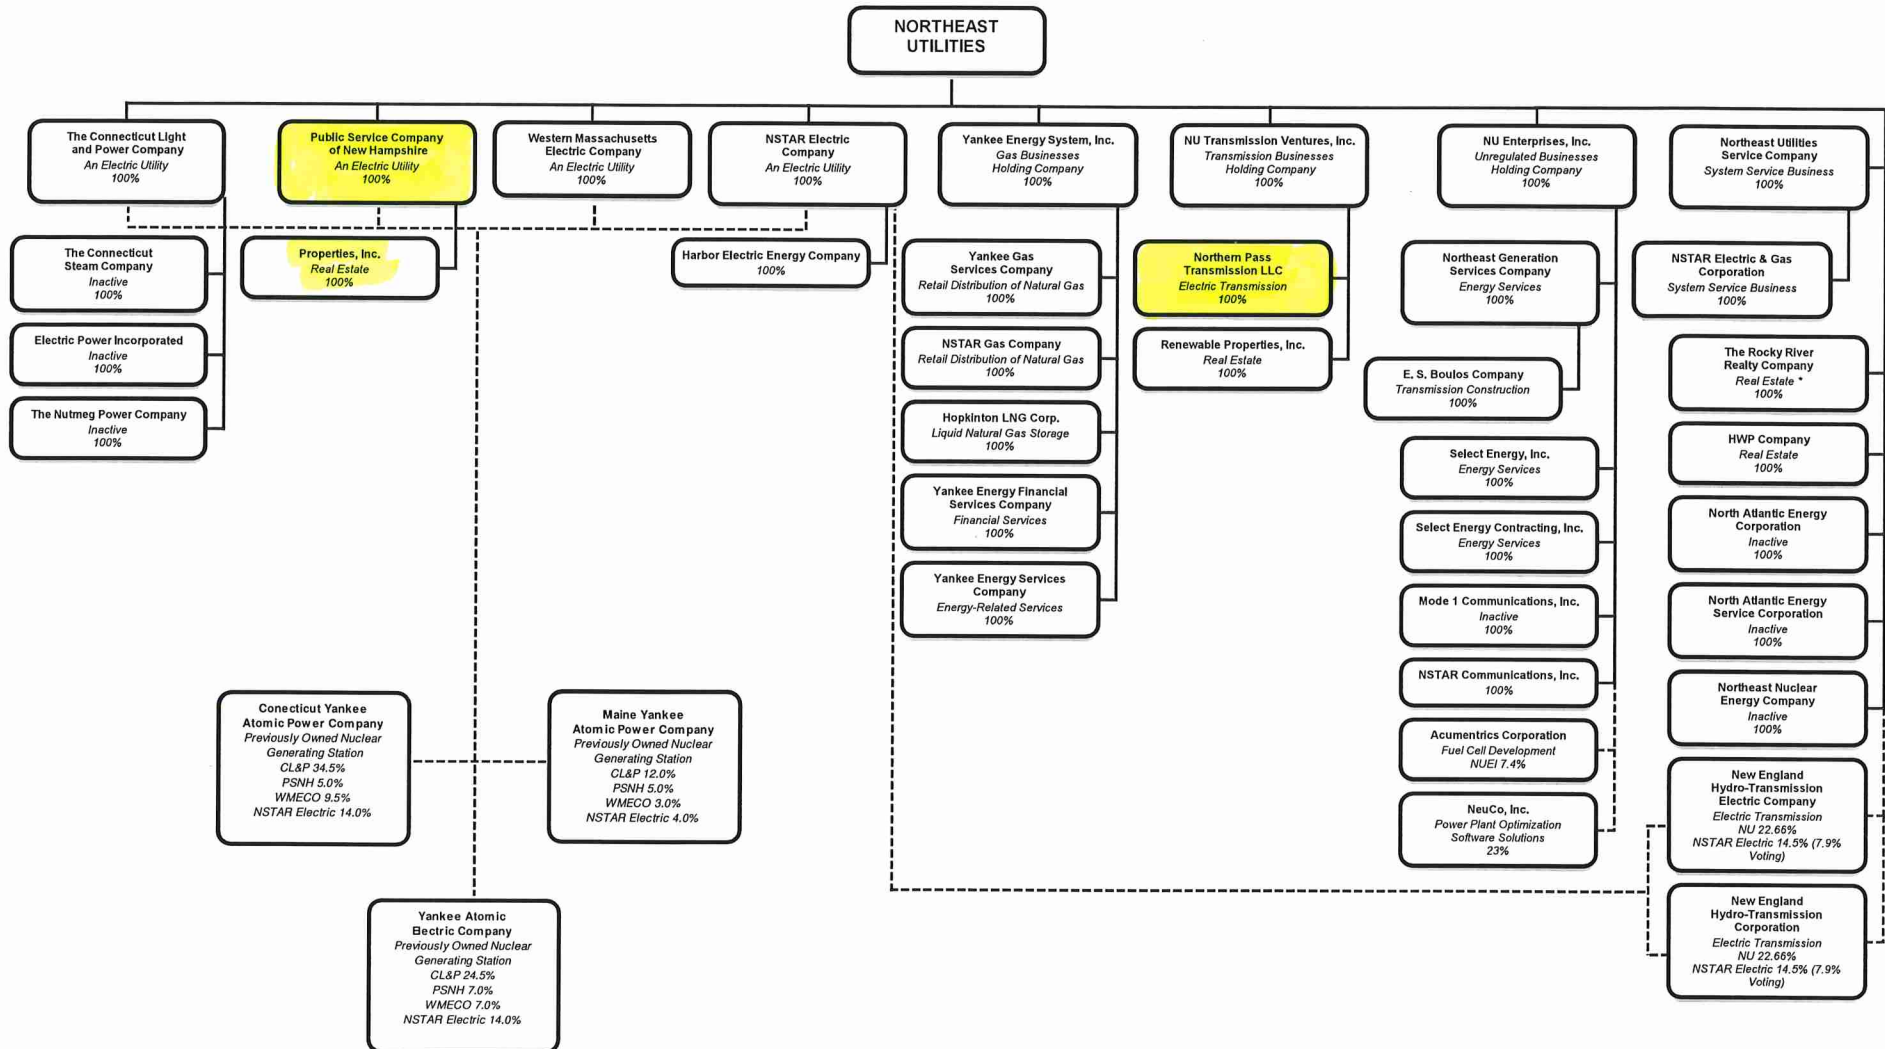 NORTHEAST
UTILITIES
The Connecticut Light
and Power Company
An Electric Utility
100%
Public Service Company
of New Hampshire
An Electric Utility
100%
Western Massachusetts
Electric Company
An Electric Utility
100%
NSTAR Electric
Company
An Electric Utility
100%
Yankee Energy System, Inc.
Gas Businesses
Holding Company
100%
NU Transmission Ventures, Inc.
Transmission Businesses
Holding Company
100%
NU Enterprises, Inc.
Unregulated Businesses
Holding Company
100%
Northeast Utilities
Service Company
System Service Business
100%
The Connecticut
Steam Company
Inactive
100%
Electric Power Incorporated
Inactive
100%
The Nutmeg Power Company
Inactive
100%
Properties, Inc.
Real Estate
100%
Harbor Electric Energy Company
100%
Yankee Gas
Services Company
Retail Distribution of Natural Gas
100%
NSTAR Gas Company
Retail Distribution of Natural Gas
100%
Hopkinton LNG Corp.
Liquid Natural Gas Storage
100%
Yankee Energy Financial
Services Company
Financial Services
100%
Yankee Energy Services
Company
Energy-Related Services
100%
Northern Pass
Transmission LLC
Electric Transmission
100%
Renewable Properties, Inc.
Real Estate
100%
Northeast Generation
Services Company
Energy Services
100%
E. S. Boulos Company
Transmission Construction
100%
Select Energy, Inc.
Energy Services
100%
Select Energy Contracting, Inc.
Energy Services
100%
Mode 1 Communications, Inc.
Inactive
100%
NSTAR Communications, Inc.
100%
Acumentrics Corporation
Fuel Cell Development
NUEI 7.4%
NeuCo, Inc.
Power Plant Optimization
Software Solutions
23%
NSTAR Electric & Gas
Corporation
System Service Business
100%
The Rocky River
Realty Company
Real Estate *
100%
HWP Company
Real Estate
100%
North Atlantic Energy
Corporation
Inactive
100%
North Atlantic Energy
Service Corporation
Inactive
100%
Northeast Nuclear
Energy Company
Inactive
100%
New England
Hydro-Transmission
Electric Company
Electric Transmission
NU 22.66%
NSTAR Electric 14.5% (7.9%
Voting)
New England
Hydro-Transmission
Corporation
Electric Transmission
NU 22.66%
NSTAR Electric 14.5% (7.9%
Voting)
Conecticut Yankee
Atomic Power Company
Previously Owned Nuclear
Generating Station
CL&P 34.5%
PSNH 5.0%
WMECO 9.5%
NSTAR Electric 14.0%
Maine Yankee
Atomic Power Company
Previously Owned Nuclear
Generating Station
CL&P 12.0%
PSNH 5.0%
WMECO 3.0%
NSTAR Electric 4.0%
Yankee Atomic
Bectric Company
Previously Owned Nuclear
Generating Station
CL&P 24.5%
PSNH 7.0%
WMECO 7.0%
NSTAR Electric 14.0%